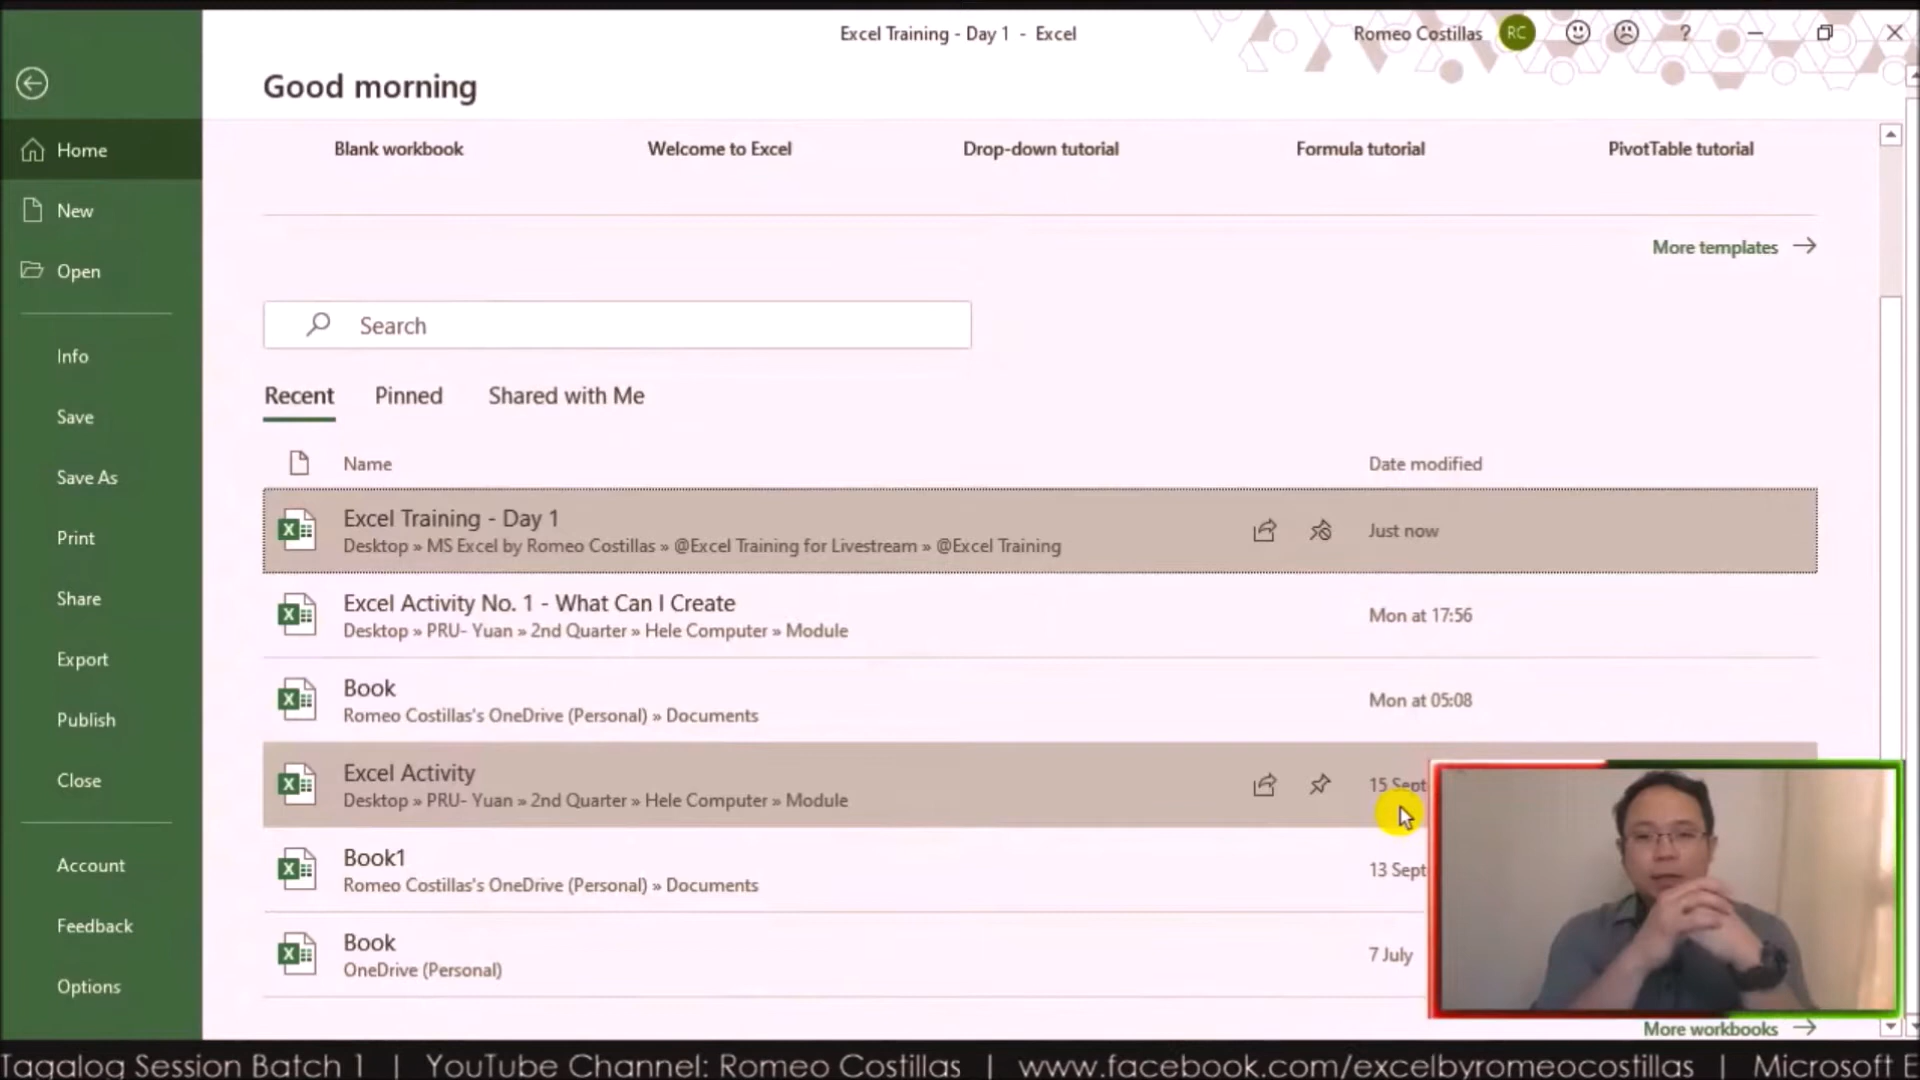 Excel Training - Day 1 - Excel
Romeo Costillas
RC
?
Good morning
Home
New
Open
Info
Save
Save As
Print
Share
Export
Publish
Close
Account
Feedback
Options
Blank workbook
Welcome to Excel
Drop-down tutorial
Formula tutorial
PivotTable tutorial
More templates
Search
Recent Pinned Shared with Me
Name Date modified
Excel Training - Day 1
Desktop » MS Excel by Romeo Costillas » @Excel Training for Livestream » @Excel Training
Just now
Excel Activity No. 1 - What Can I Create
Desktop » PRU- Yuan » 2nd Quarter » Hele Computer » Module
Mon at 17:56
Book
Romeo Costillas's OneDrive (Personal) » Documents
Mon at 05:08
Excel Activity
Desktop » PRU- Yuan » 2nd Quarter » Hele Computer » Module
15 Sept
Book1
Romeo Costillas's OneDrive (Personal) » Documents
13 Sept
Book
OneDrive (Personal)
7 July
More workbooks
Tagalog Session Batch 1 | YouTube Channel: Romeo Costillas | www.facebook.com/excelbyromeocostillas | Microsoft E